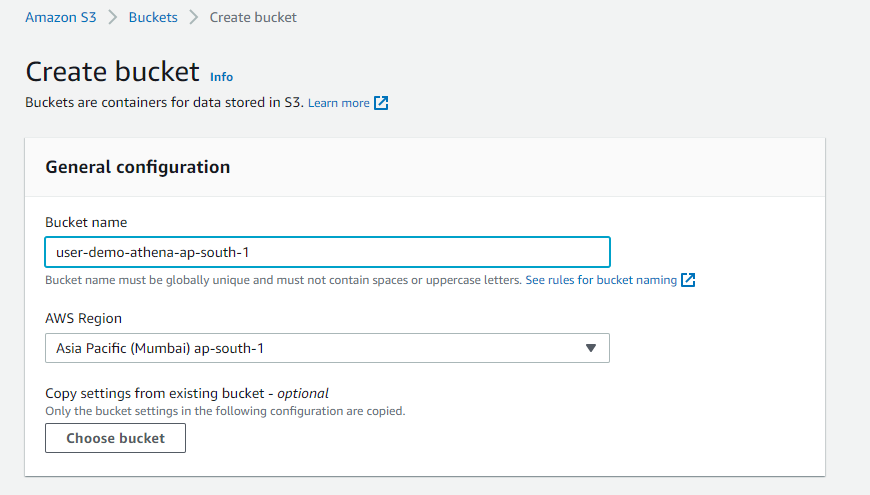 Amazon S3 > Buckets > Create bucket
Create bucket Info
Buckets are containers for data stored in S3. Learn more
General configuration
Bucket name
user-demo-athena-ap-south-1
Bucket name must be globally unique and must not contain spaces or uppercase letters. See rules for bucket naming
AWS Region
Asia Pacific (Mumbai) ap-south-1
Copy settings from existing bucket - optional
Only the bucket settings in the following configuration are copied.
Choose bucket